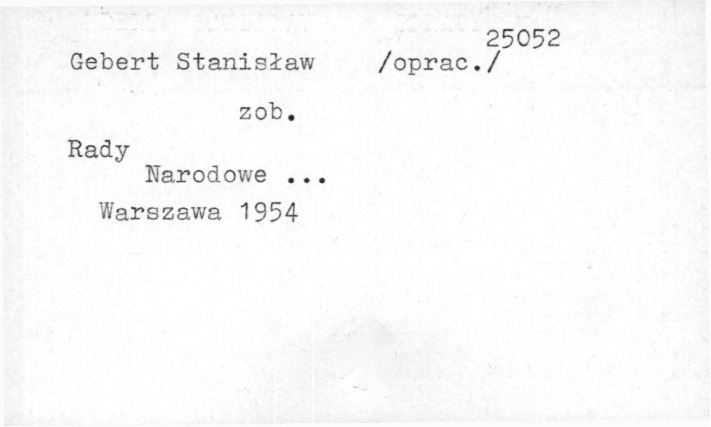 25052
Gebert Stanisław /oprac./
zob.
Rady
Narodowe ...
Warszawa 1954